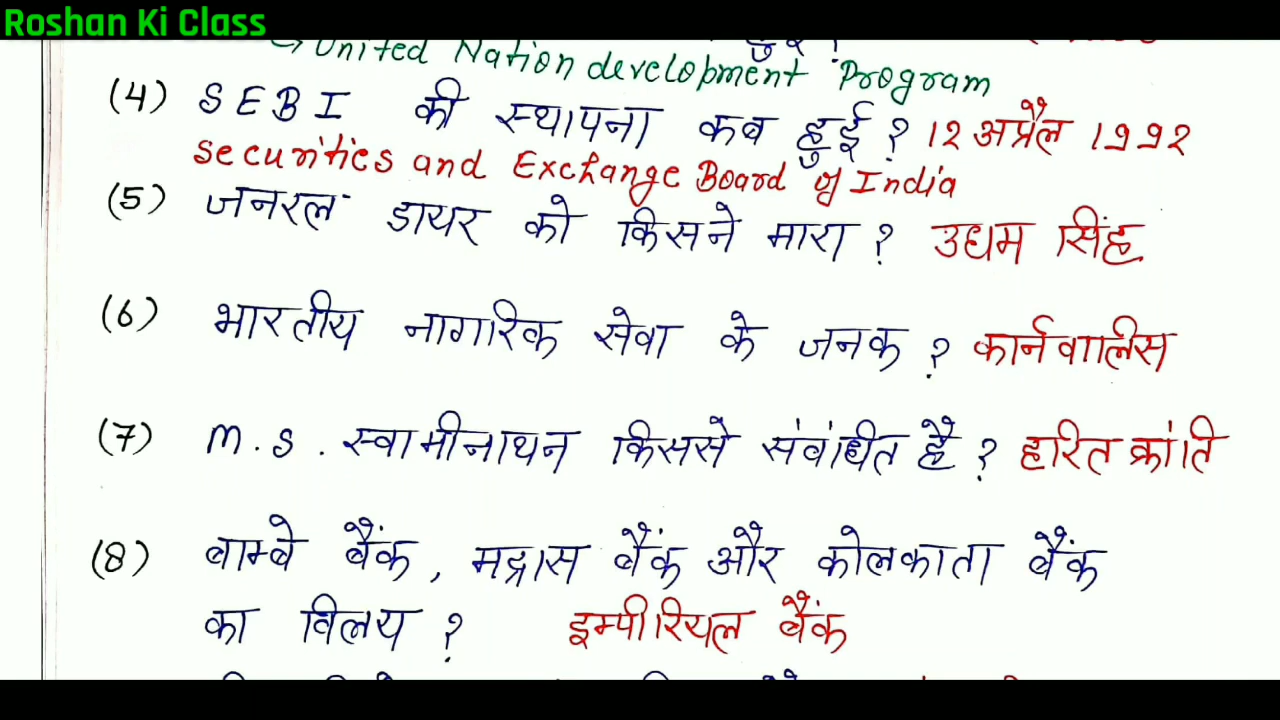 Roshan Ki Class
United Nation development Program
(4) SEBI की स्थापना कब हुई ? 12 अप्रैल 1992
Securities and Exchange Board of India
(5) जनरल डायर को किसने मारा ? उधम सिंह
(6) भारतीय नागरिक सेवा के जनक ? कार्नवालिस
(7) M.S. स्वामीनाथन किससे संबंधित है ? हरित क्रांति
(8) बाम्बे बैंक, मद्रास बैंक और कोलकाता बैंक
का विलय ? इम्पीरियल बैंक